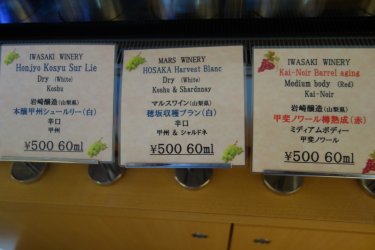 IWASAKI WINERY
Honjyo Kosyu Sur Lie
Dry (White)
Koshu
岩崎醸造(山梨県)
本醸甲州シュールリー(白)
辛口
甲州
¥500 60ml
MARS WINERY
HOSAKA Harvest Blanc
Dry (White)
Koshu & Shardonnay
マルスワイン(山梨県)
穂坂収穫ブラン(白)
辛口
甲州 & シャルドネ
¥500 60ml
IWASAKI WINERY
Kai-Noir Barrel aging
Medium body (Red)
Kai-Noir
岩崎醸造(山梨県)
甲斐ノワール樽熟成(赤)
ミディアムボディー
甲斐ノワール
¥500 60ml